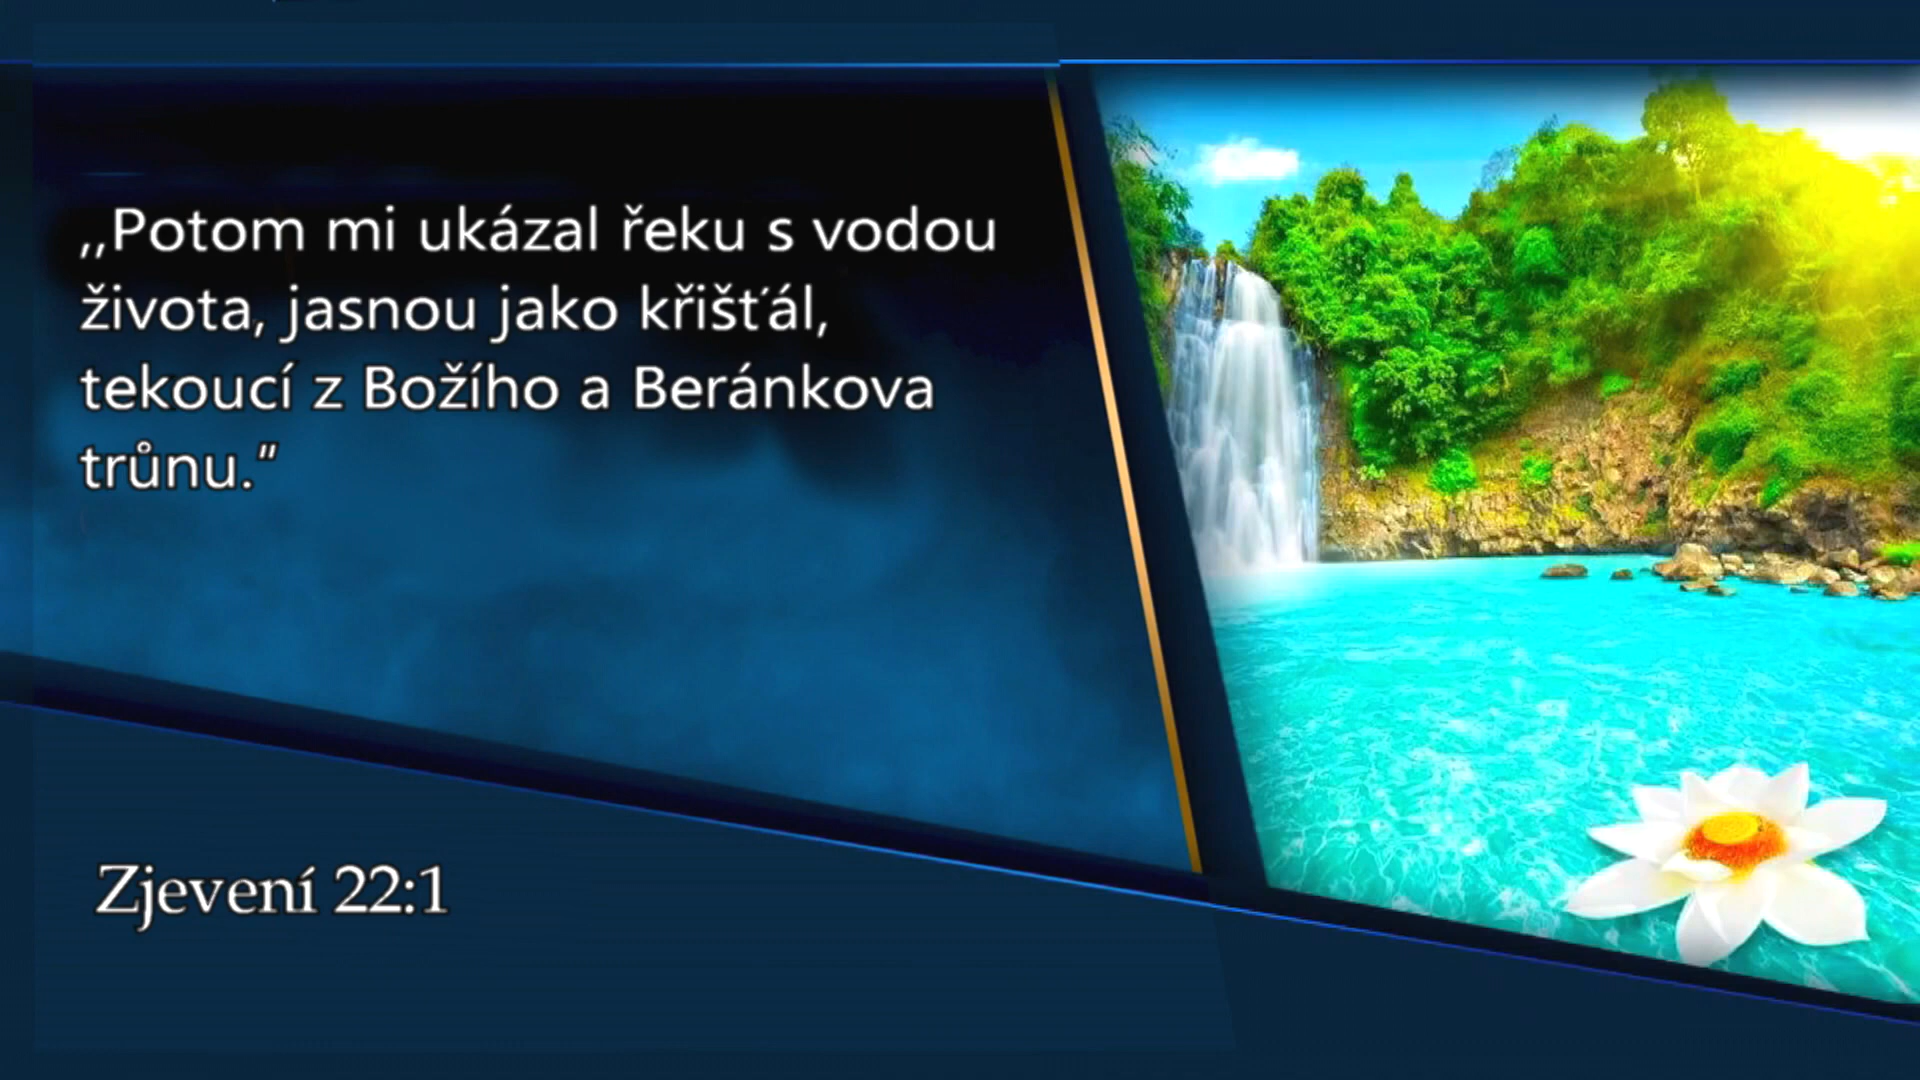 ,,Potom mi ukázal řeku s vodou
života, jasnou jako křišťál,
tekoucí z Božího a Beránkova
trůnu.”
Zjevení 22:1